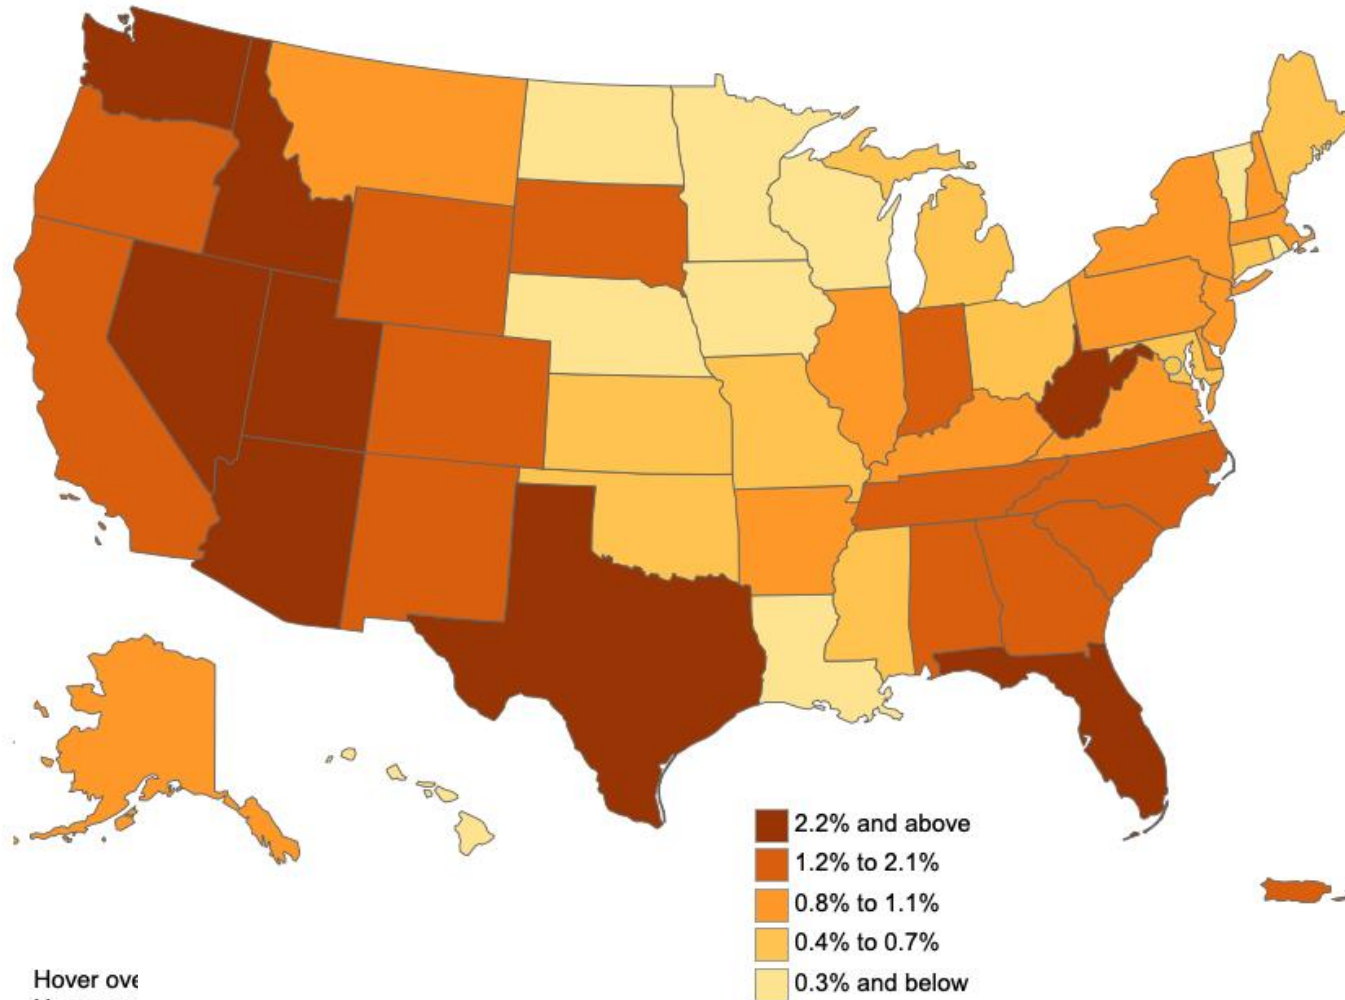 2.2% and above
1.2% to 2.1%
0.8% to 1.1%
0.4% to 0.7%
0.3% and below
Hover